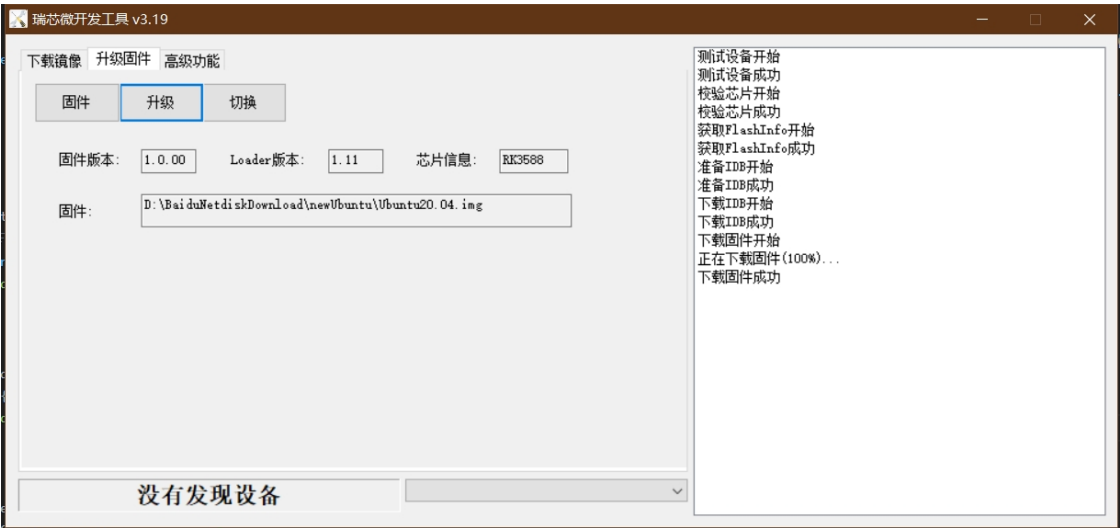 瑞芯微开发工具 v3.19
下载镜像 升级固件 高级功能
固件 升级 切换
固件版本: 1.0.00 Loader版本: 1.11 芯片信息: RK3588
固件: D:\BaiduNetdiskDownload\newUbuntu\Ubuntu20.04.img
没有发现设备
测试设备开始
测试设备成功
校验芯片开始
校验芯片成功
获取FlashInfo开始
获取FlashInfo成功
准备IDB开始
准备IDB成功
下载IDB开始
下载IDB成功
下载固件开始
正在下载固件(100%)...
下载固件成功